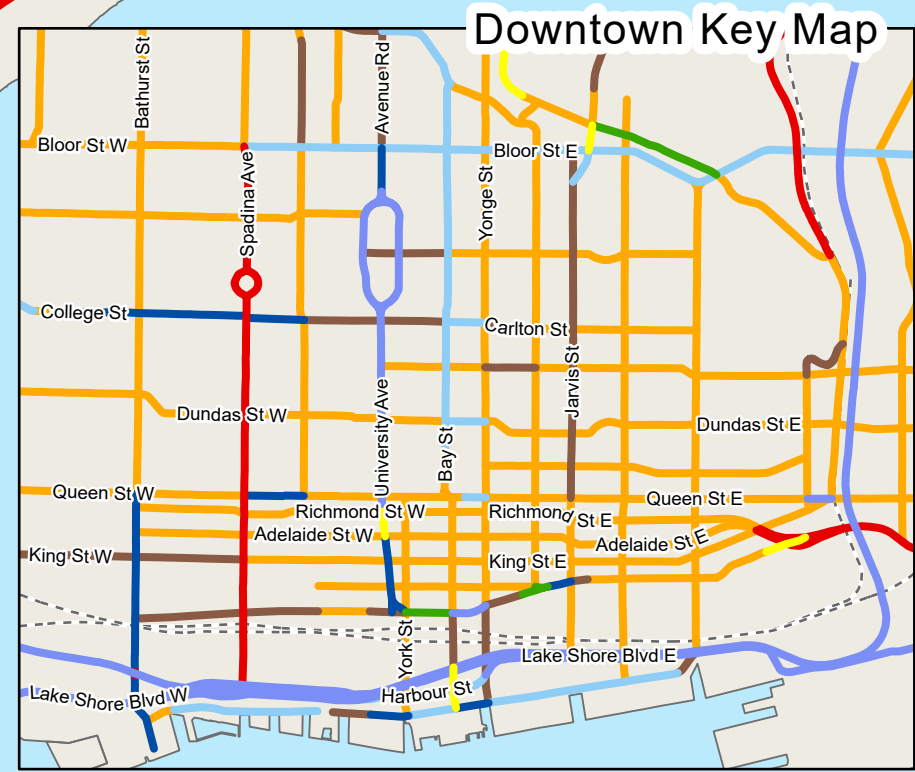 Downtown Key Map
Bathurst St
Avenue Rd
Bloor St W
Bloor St E
Spadina Ave
Yonge St
College St
Carlton St
Jarvis St
University Ave
Dundas St W
Dundas St E
Bay St
Queen St W
Queen St E
Richmond St W
Richmond St E
Adelaide St W
Adelaide St E
King St W
King St E
York St
Lake Shore Blvd E
Lake Shore Blvd W
Harbour St